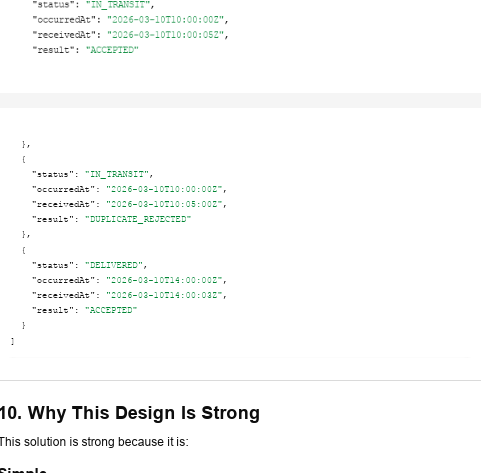 "status": "IN_TRANSIT",
"occurredAt": "2026-03-10T10:00:00Z",
"receivedAt": "2026-03-10T10:00:05Z",
"result": "ACCEPTED"
},
{
"status": "IN_TRANSIT",
"occurredAt": "2026-03-10T10:00:00Z",
"receivedAt": "2026-03-10T10:05:00Z",
"result": "DUPLICATE_REJECTED"
},
{
"status": "DELIVERED",
"occurredAt": "2026-03-10T14:00:00Z",
"receivedAt": "2026-03-10T14:00:03Z",
"result": "ACCEPTED"
}
]
10. Why This Design Is Strong
This solution is strong because it is:
Simple